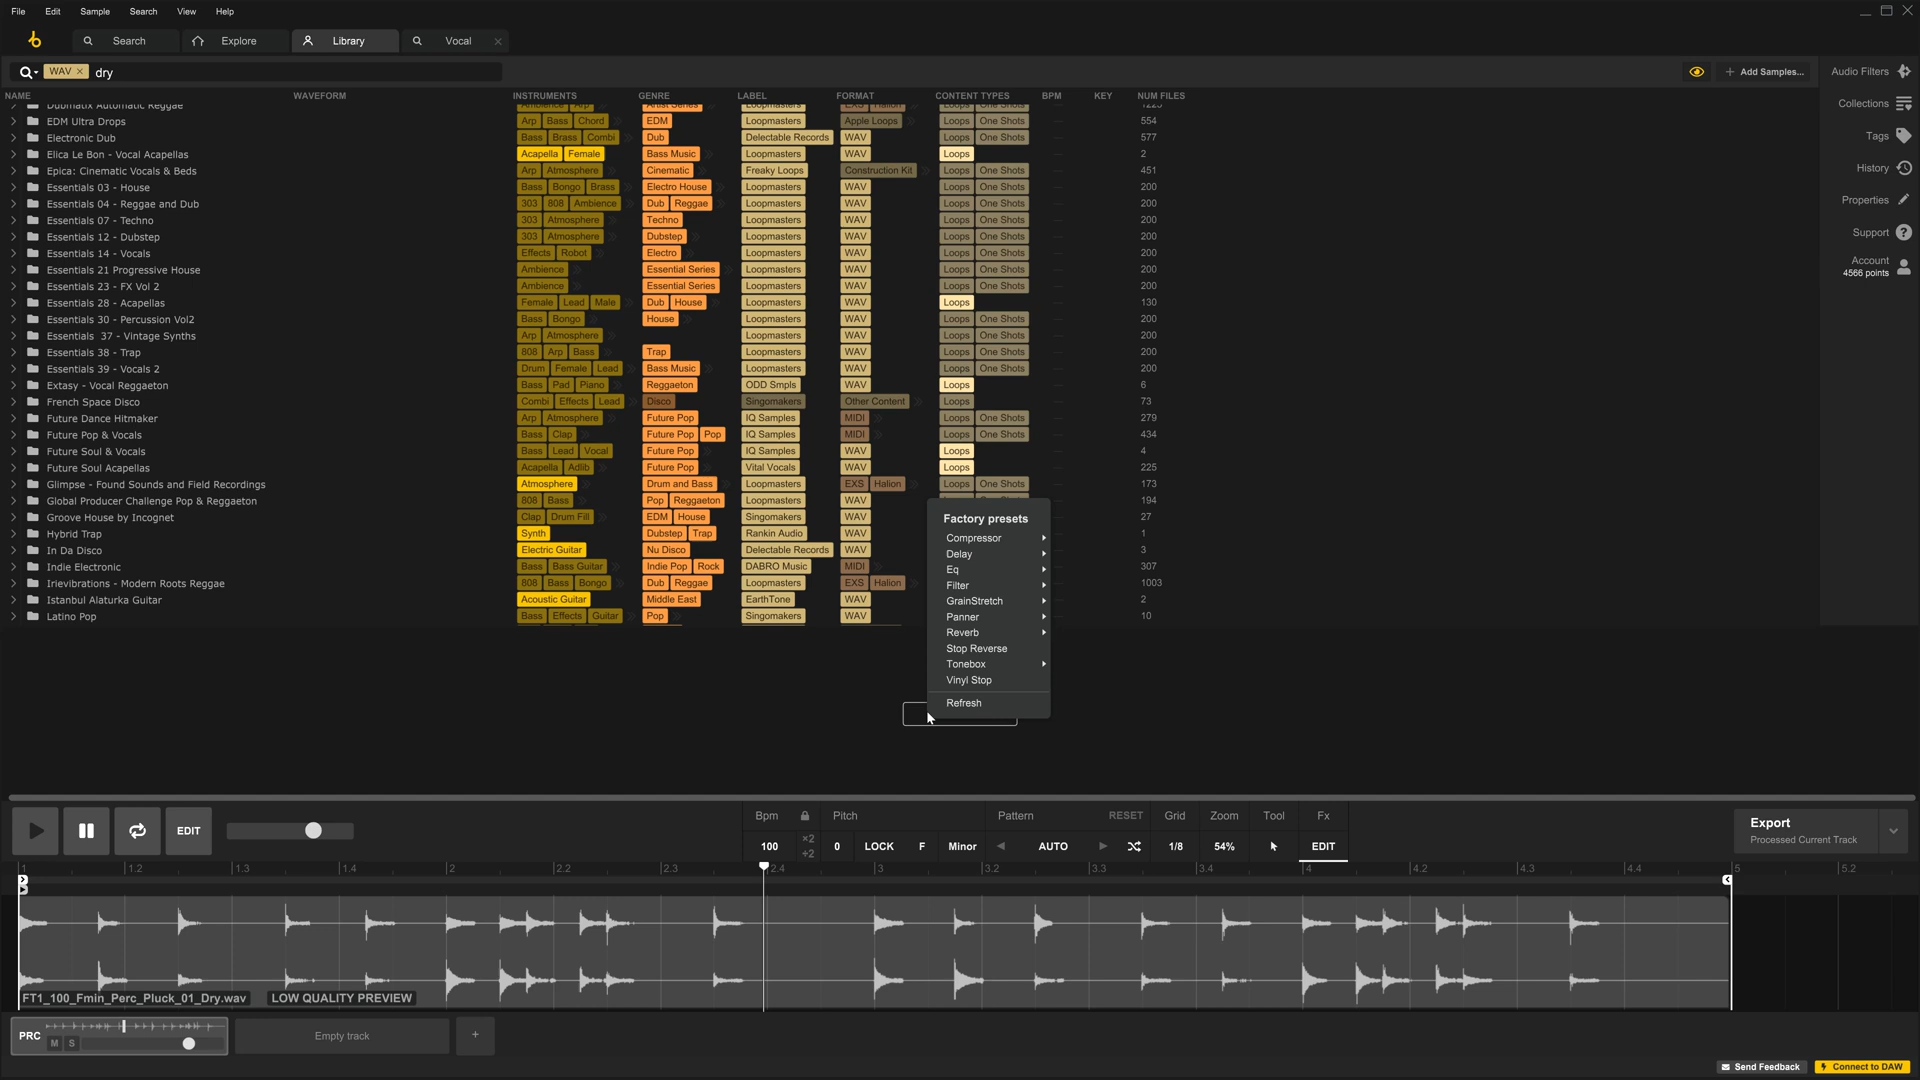 File Edit Sample Search View Help
Search Explore Library Vocal
WAV × dry
Add Samples... Audio Filters
NAME WAVEFORM INSTRUMENTS GENRE LABEL FORMAT CONTENT TYPES BPM KEY NUM FILES
Dubmatix Automatic Reggae Ambience Arp Artist Series Loopmasters EXS Halion Loops One Shots 1225
EDM Ultra Drops Arp Bass Chord EDM Loopmasters Apple Loops Loops One Shots 554
Electronic Dub Bass Brass Combi Dub Delectable Records WAV Loops One Shots 577
Elica Le Bon - Vocal Acapellas Acapella Female Bass Music Loopmasters WAV Loops 2
Epica: Cinematic Vocals & Beds Arp Atmosphere Cinematic Freaky Loops Construction Kit Loops One Shots 451
Essentials 03 - House Bass Bongo Brass Electro House Loopmasters WAV Loops One Shots 200
Essentials 04 - Reggae and Dub 303 808 Ambience Dub Reggae Loopmasters WAV Loops One Shots 200
Essentials 07 - Techno 303 Atmosphere Techno Loopmasters WAV Loops One Shots 200
Essentials 12 - Dubstep 303 Atmosphere Dubstep Loopmasters WAV Loops One Shots 200
Essentials 14 - Vocals Effects Robot Electro Loopmasters WAV Loops One Shots 200
Essentials 21 Progressive House Ambience Essential Series Loopmasters WAV Loops One Shots 200
Essentials 23 - FX Vol 2 Ambience Essential Series Loopmasters WAV Loops One Shots 200
Essentials 28 - Acapellas Female Lead Male Dub House Loopmasters WAV Loops 130
Essentials 30 - Percussion Vol2 Bass Bongo House Loopmasters WAV Loops One Shots 200
Essentials 37 - Vintage Synths Arp Atmosphere Loopmasters WAV Loops One Shots 200
Essentials 38 - Trap 808 Arp Bass Trap Loopmasters WAV Loops One Shots 200
Essentials 39 - Vocals 2 Drum Female Lead Bass Music Loopmasters WAV Loops One Shots 200
Extasy - Vocal Reggaeton Bass Pad Piano Reggaeton ODD Smpls WAV Loops 6
French Space Disco Combi Effects Lead Disco Singomakers Other Content Loops 73
Future Dance Hitmaker Arp Atmosphere Future Pop IQ Samples MIDI Loops One Shots 279
Future Pop & Vocals Bass Clap Future Pop Pop IQ Samples MIDI Loops One Shots 434
Future Soul & Vocals Bass Lead Vocal Future Pop IQ Samples WAV Loops 4
Future Soul Acapellas Acapella Adlib Future Pop Vital Vocals WAV Loops 225
Glimpse - Found Sounds and Field Recordings Atmosphere Drum and Bass Loopmasters EXS Halion Loops One Shots 173
Global Producer Challenge Pop & Reggaeton 808 Bass Pop Reggaeton Loopmasters WAV 194
Groove House by Incognet Clap Drum Fill EDM House Singomakers WAV 27
Hybrid Trap Synth Dubstep Trap Rankin Audio WAV 1
In Da Disco Electric Guitar Nu Disco Delectable Records WAV 3
Indie Electronic Bass Bass Guitar Indie Pop Rock DABRO Music MIDI 307
Irievibrations - Modern Roots Reggae 808 Bass Bongo Dub Reggae Loopmasters EXS Halion 1003
Istanbul Alaturka Guitar Acoustic Guitar Middle East EarthTone WAV 2
Latino Pop Bass Effects Guitar Pop Singomakers WAV 10
Collections
Tags
History
Properties
Support
Account
4566 points
Factory presets
Compressor
Delay
Eq
Filter
GrainStretch
Panner
Reverb
Stop Reverse
Tonebox
Vinyl Stop
Refresh
Bpm Pitch Pattern RESET Grid Zoom Tool Fx
EDIT
100 ×2 ÷2 0 LOCK F Minor AUTO 1/8 54% EDIT
Export
Processed Current Track
1 1.2 1.3 1.4 2 2.2 2.3 2.4 3 3.2 3.3 3.4 4 4.2 4.3 4.4 5 5.2
FT1_100_Fmin_Perc_Pluck_01_Dry.wav LOW QUALITY PREVIEW
PRC M S Empty track +
Send Feedback Connect to DAW